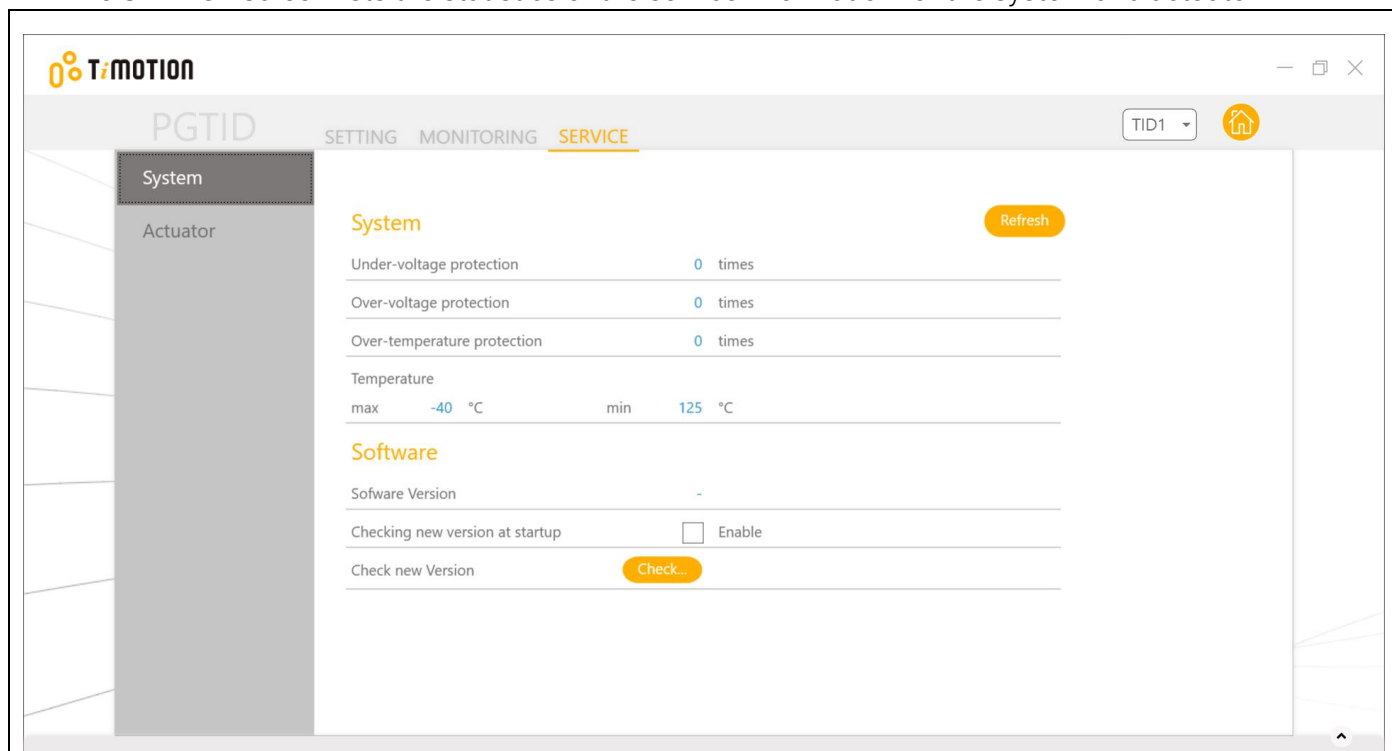 TiMOTION
PGTID SETTING MONITORING SERVICE TID1
System
Actuator
System Refresh
Under-voltage protection 0 times
Over-voltage protection 0 times
Over-temperature protection 0 times
Temperature
max -40 °C min 125 °C
Software
Sofware Version -
Checking new version at startup Enable
Check new Version Check...